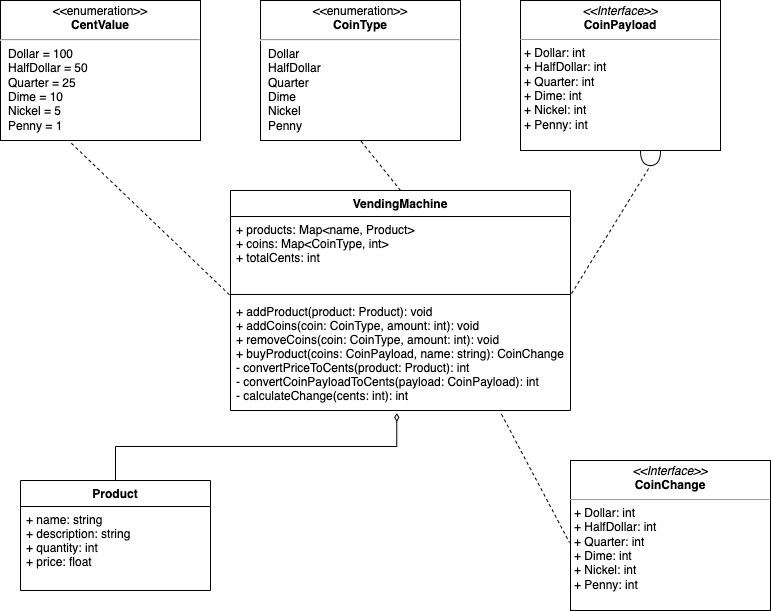 <<enumeration>>
CentValue
Dollar = 100
HalfDollar = 50
Quarter = 25
Dime = 10
Nickel = 5
Penny = 1
<<enumeration>>
CoinType
Dollar
HalfDollar
Quarter
Dime
Nickel
Penny
<<Interface>>
CoinPayload
+ Dollar: int
+ HalfDollar: int
+ Quarter: int
+ Dime: int
+ Nickel: int
+ Penny: int
VendingMachine
+ products: Map<name, Product>
+ coins: Map<CoinType, int>
+ totalCents: int
+ addProduct(product: Product): void
+ addCoins(coin: CoinType, amount: int): void
+ removeCoins(coin: CoinType, amount: int): void
+ buyProduct(coins: CoinPayload, name: string): CoinChange
- convertPriceToCents(product: Product): int
- convertCoinPayloadToCents(payload: CoinPayload): int
- calculateChange(cents: int): int
Product
+ name: string
+ description: string
+ quantity: int
+ price: float
<<Interface>>
CoinChange
+ Dollar: int
+ HalfDollar: int
+ Quarter: int
+ Dime: int
+ Nickel: int
+ Penny: int